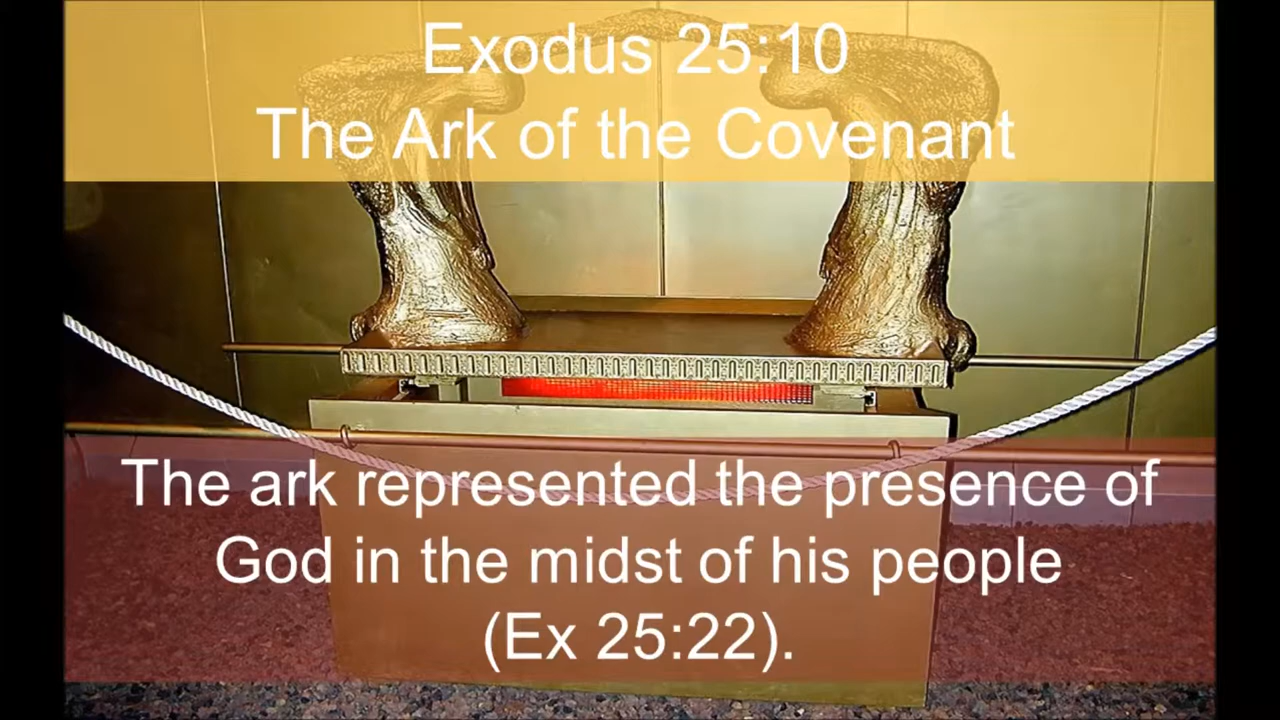 Exodus 25:10
The Ark of the Covenant
The ark represented the presence of
God in the midst of his people
(Ex 25:22).